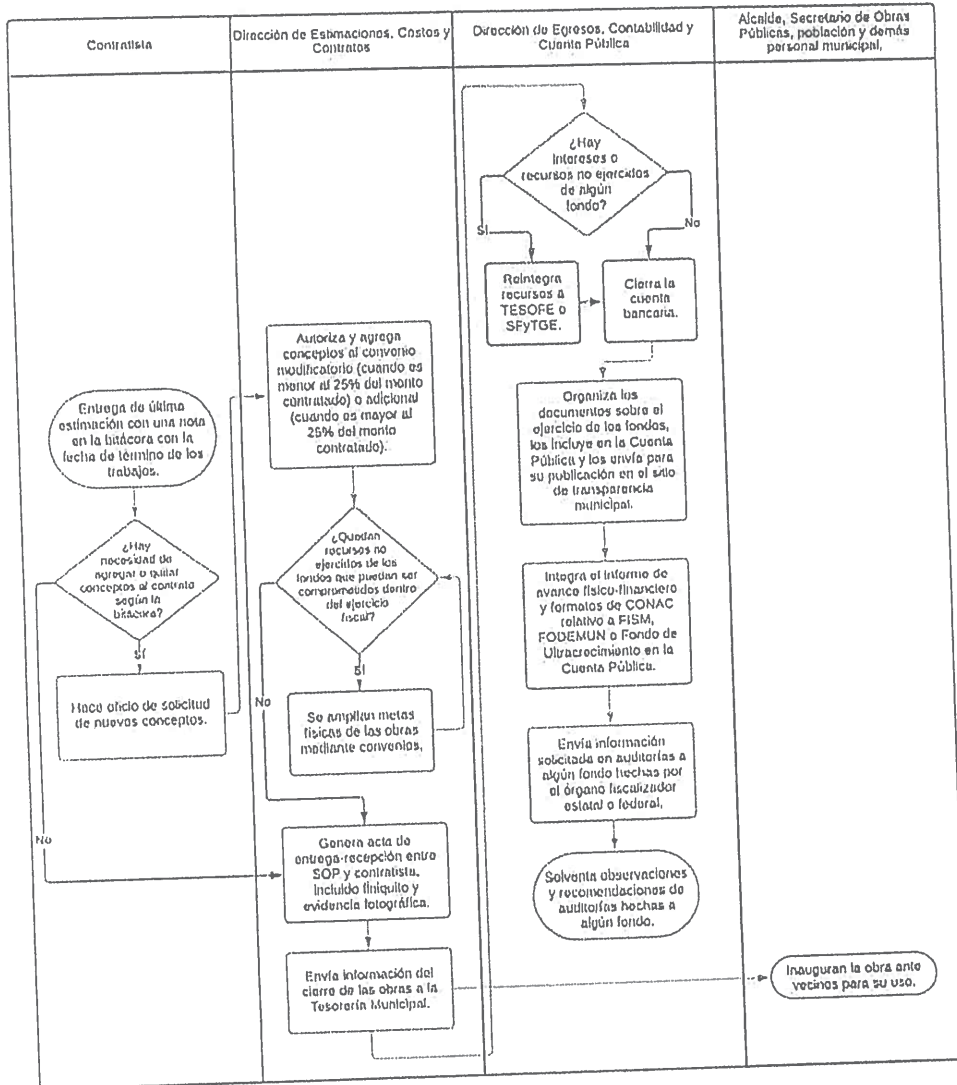 Contratista
Dirección de Estimaciones, Costos y
Contratos
Dirección de Egresos, Contabilidad y
Cuenta Pública
Alcalde, Secretario de Obras
Públicas, población y demás
personal municipal,
Entrega de última
estimación con una nota
en la bitácora con la
fecha de término de los
trabajos.
¿Hay
necesidad de
agregar o quitar
conceptos al contrato
según la
bitácora?
Sí
No
Hace oficio de solicitud
de nuevos conceptos.
Autoriza y agrega
conceptos al convenio
modificatorio (cuando es
menor al 25% del monto
contratado) o adicional
(cuando es mayor al
25% del monto
contratado).
¿Quedan
recursos no
ejercidos de los
fondos que puedan ser
comprometidos dentro
del ejercicio
fiscal?
Sí
No
Se amplían metas
físicas de las obras
mediante convenios,
Genera acta de
entrega-recepción entre
SOP y contratista.
Incluido finiquito y
evidencia fotográfica.
Envía información del
cierre de las obras a la
Tesorería Municipal.
¿Hay
Intereses o
recursos no ejercidos
de algún
fondo?
Sí
No
Reintegra
recursos a
TESOFE o
SFyTGE.
Cierra la
cuenta
bancaria.
Organiza los
documentos sobre el
ejercicio de los fondos,
los incluye en la Cuenta
Pública y los envía para
su publicación en el sitio
de transparencia
municipal.
Integra el informe de
avance físico-financiero
y formatos de CONAC
relativo a FISM,
FODEMUN o Fondo de
Ultracrecimiento en la
Cuenta Pública.
Envía información
solicitada en auditorías a
algún fondo hechas por
el órgano fiscalizador
estatal o federal,
Solventa observaciones
y recomendaciones de
auditorías hechas a
algún fondo.
Inauguran la obra ante
vecinos para su uso.